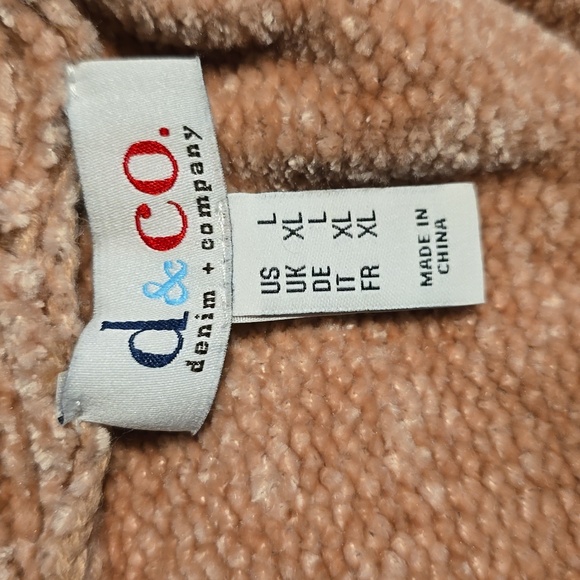 d&co.
denim + company
US L
UK XL
DE L
IT XL
FR XL
MADE IN
CHINA